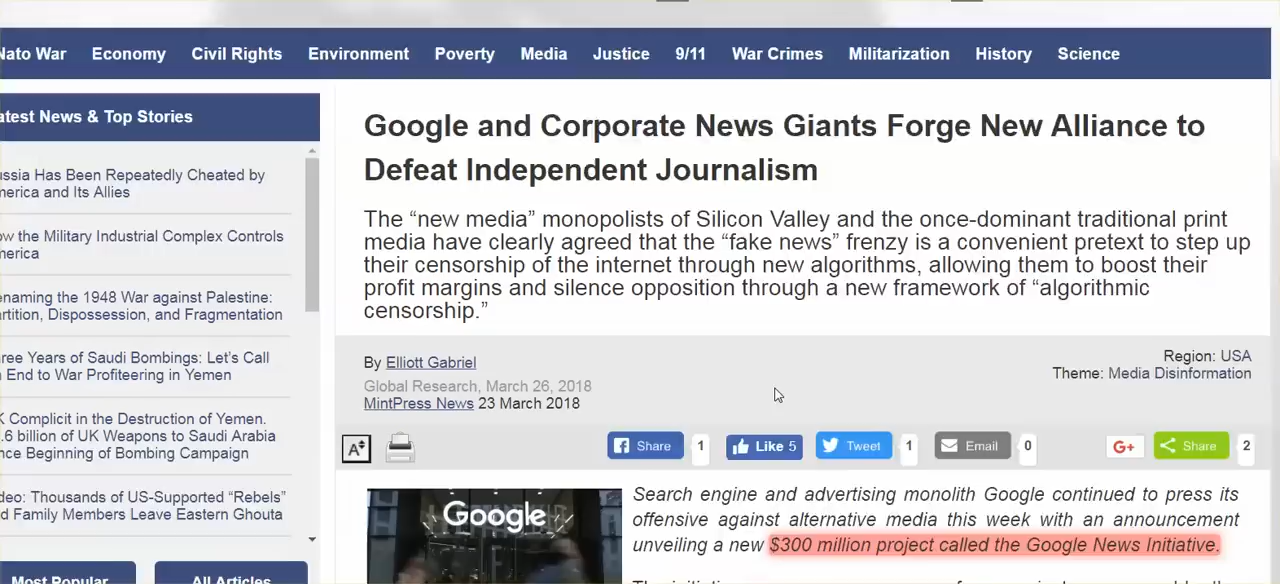 Nato War Economy Civil Rights Environment Poverty Media Justice 9/11 War Crimes Militarization History Science
atest News & Top Stories
ussia Has Been Repeatedly Cheated by
merica and Its Allies
ow the Military Industrial Complex Controls
merica
enaming the 1948 War against Palestine:
artition, Dispossession, and Fragmentation
hree Years of Saudi Bombings: Let’s Call
End to War Profiteering in Yemen
K Complicit in the Destruction of Yemen.
.6 billion of UK Weapons to Saudi Arabia
nce Beginning of Bombing Campaign
deo: Thousands of US-Supported “Rebels”
d Family Members Leave Eastern Ghouta
Most Popular All Articles
Google and Corporate News Giants Forge New Alliance to
Defeat Independent Journalism
The “new media” monopolists of Silicon Valley and the once-dominant traditional print
media have clearly agreed that the “fake news” frenzy is a convenient pretext to step up
their censorship of the internet through new algorithms, allowing them to boost their
profit margins and silence opposition through a new framework of “algorithmic
censorship.”
By Elliott Gabriel
Global Research, March 26, 2018
MintPress News 23 March 2018
Region: USA
Theme: Media Disinformation
A Share 1 Like 5 Tweet 1 Email 0 G+ Share 2
Google
Search engine and advertising monolith Google continued to press its
offensive against alternative media this week with an announcement
unveiling a new $300 million project called the Google News Initiative.